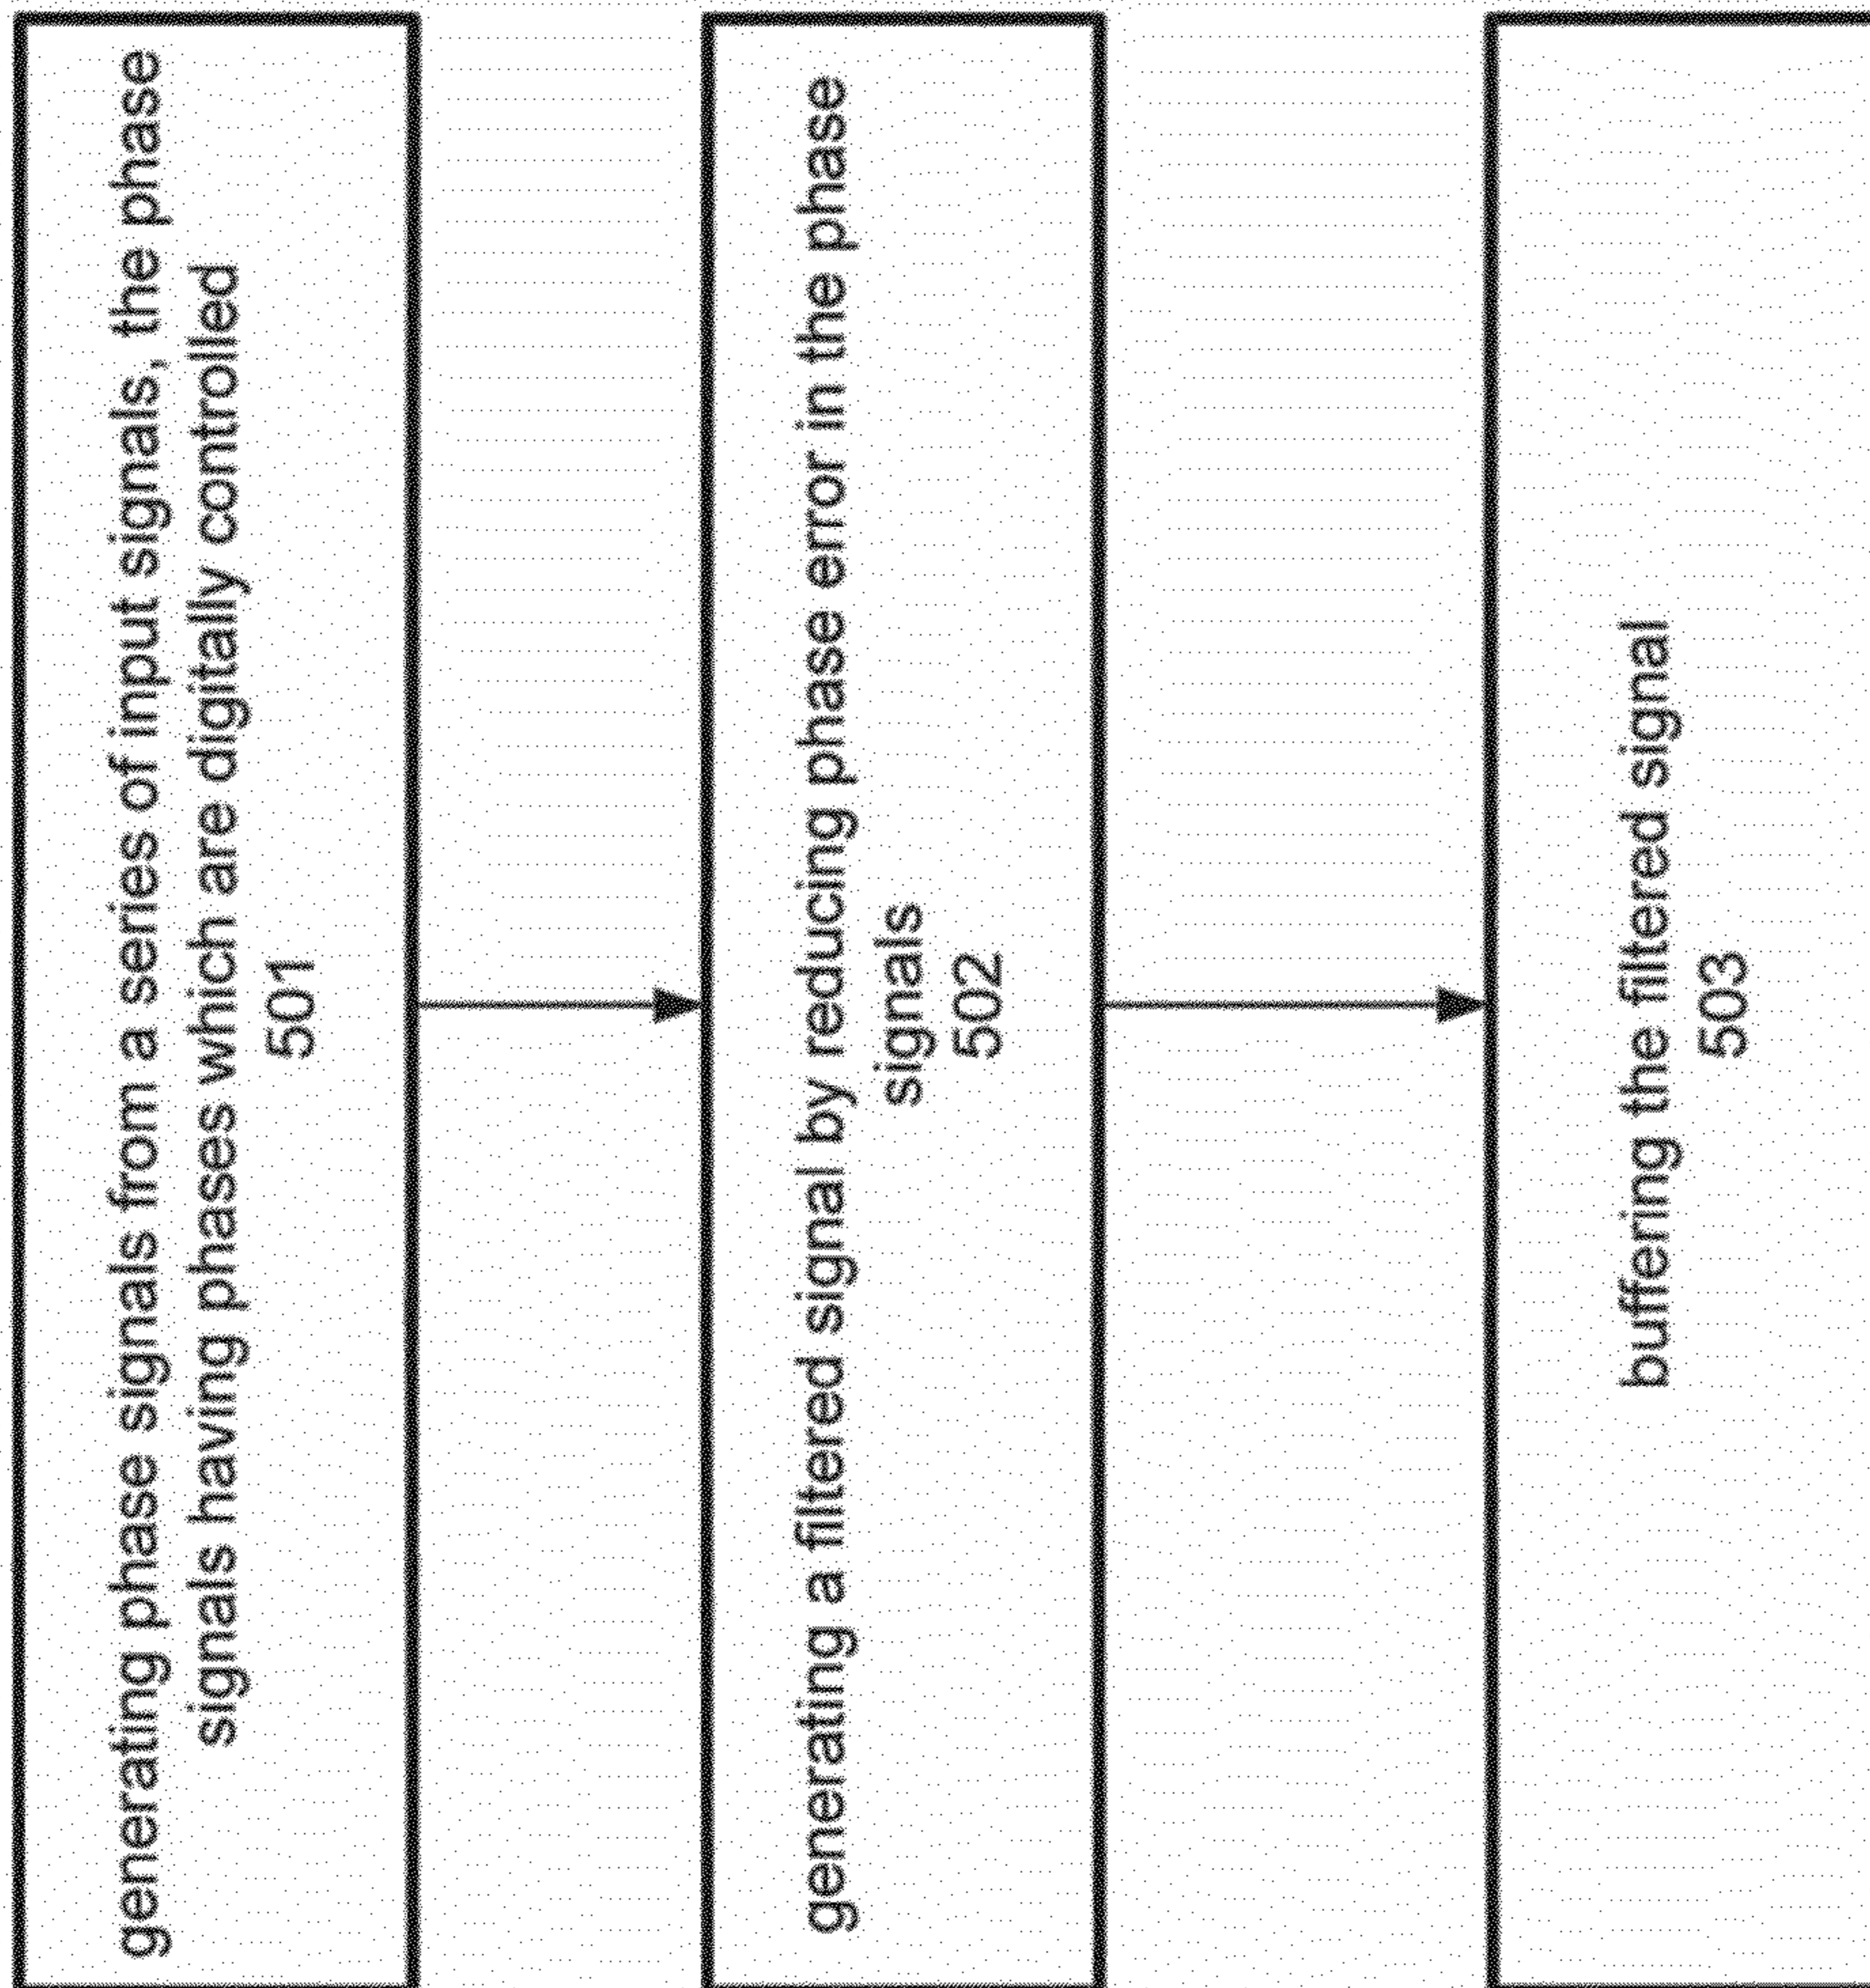 generating phase signals from a series of input signals, the phase
signals having phases which are digitally controlled
501
generating a filtered signal by reducing phase error in the phase
signals
502
buffering the filtered signal
503